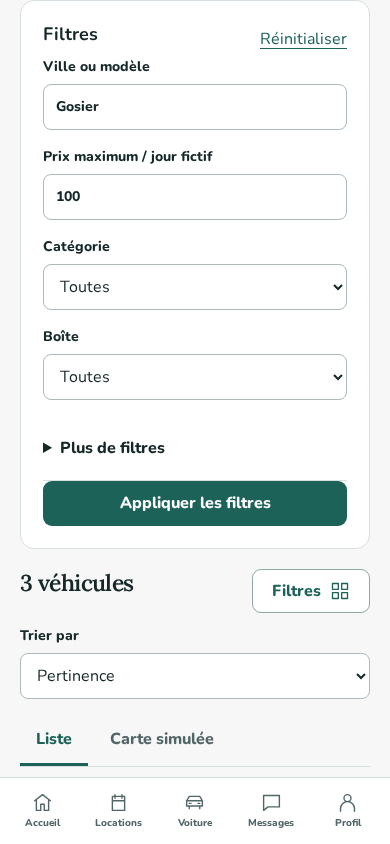 Filtres
Réinitialiser
Ville ou modèle
Gosier
Prix maximum / jour fictif
100
Catégorie
Toutes
Boîte
Toutes
Plus de filtres
Appliquer les filtres
3 véhicules
Filtres
Trier par
Pertinence
Liste
Carte simulée
Accueil
Locations
Voiture
Messages
Profil